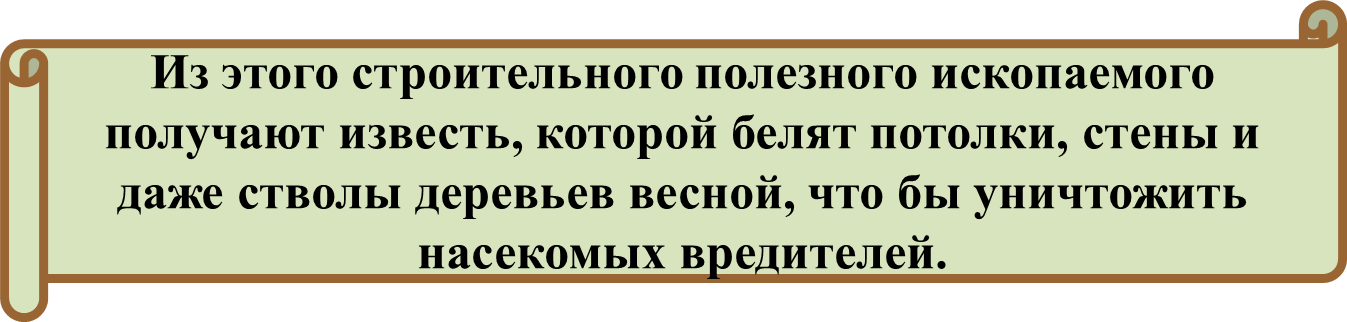 Из этого строительного полезного ископаемого
получают известь, которой белят потолки, стены и
даже стволы деревьев весной, что бы уничтожить
насекомых вредителей.